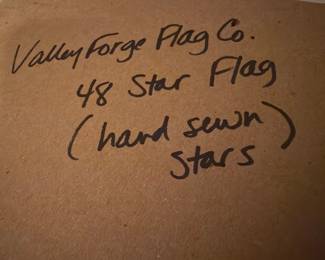 Valley Forge Flag Co.
48 Star Flag
(hand sewn)
stars